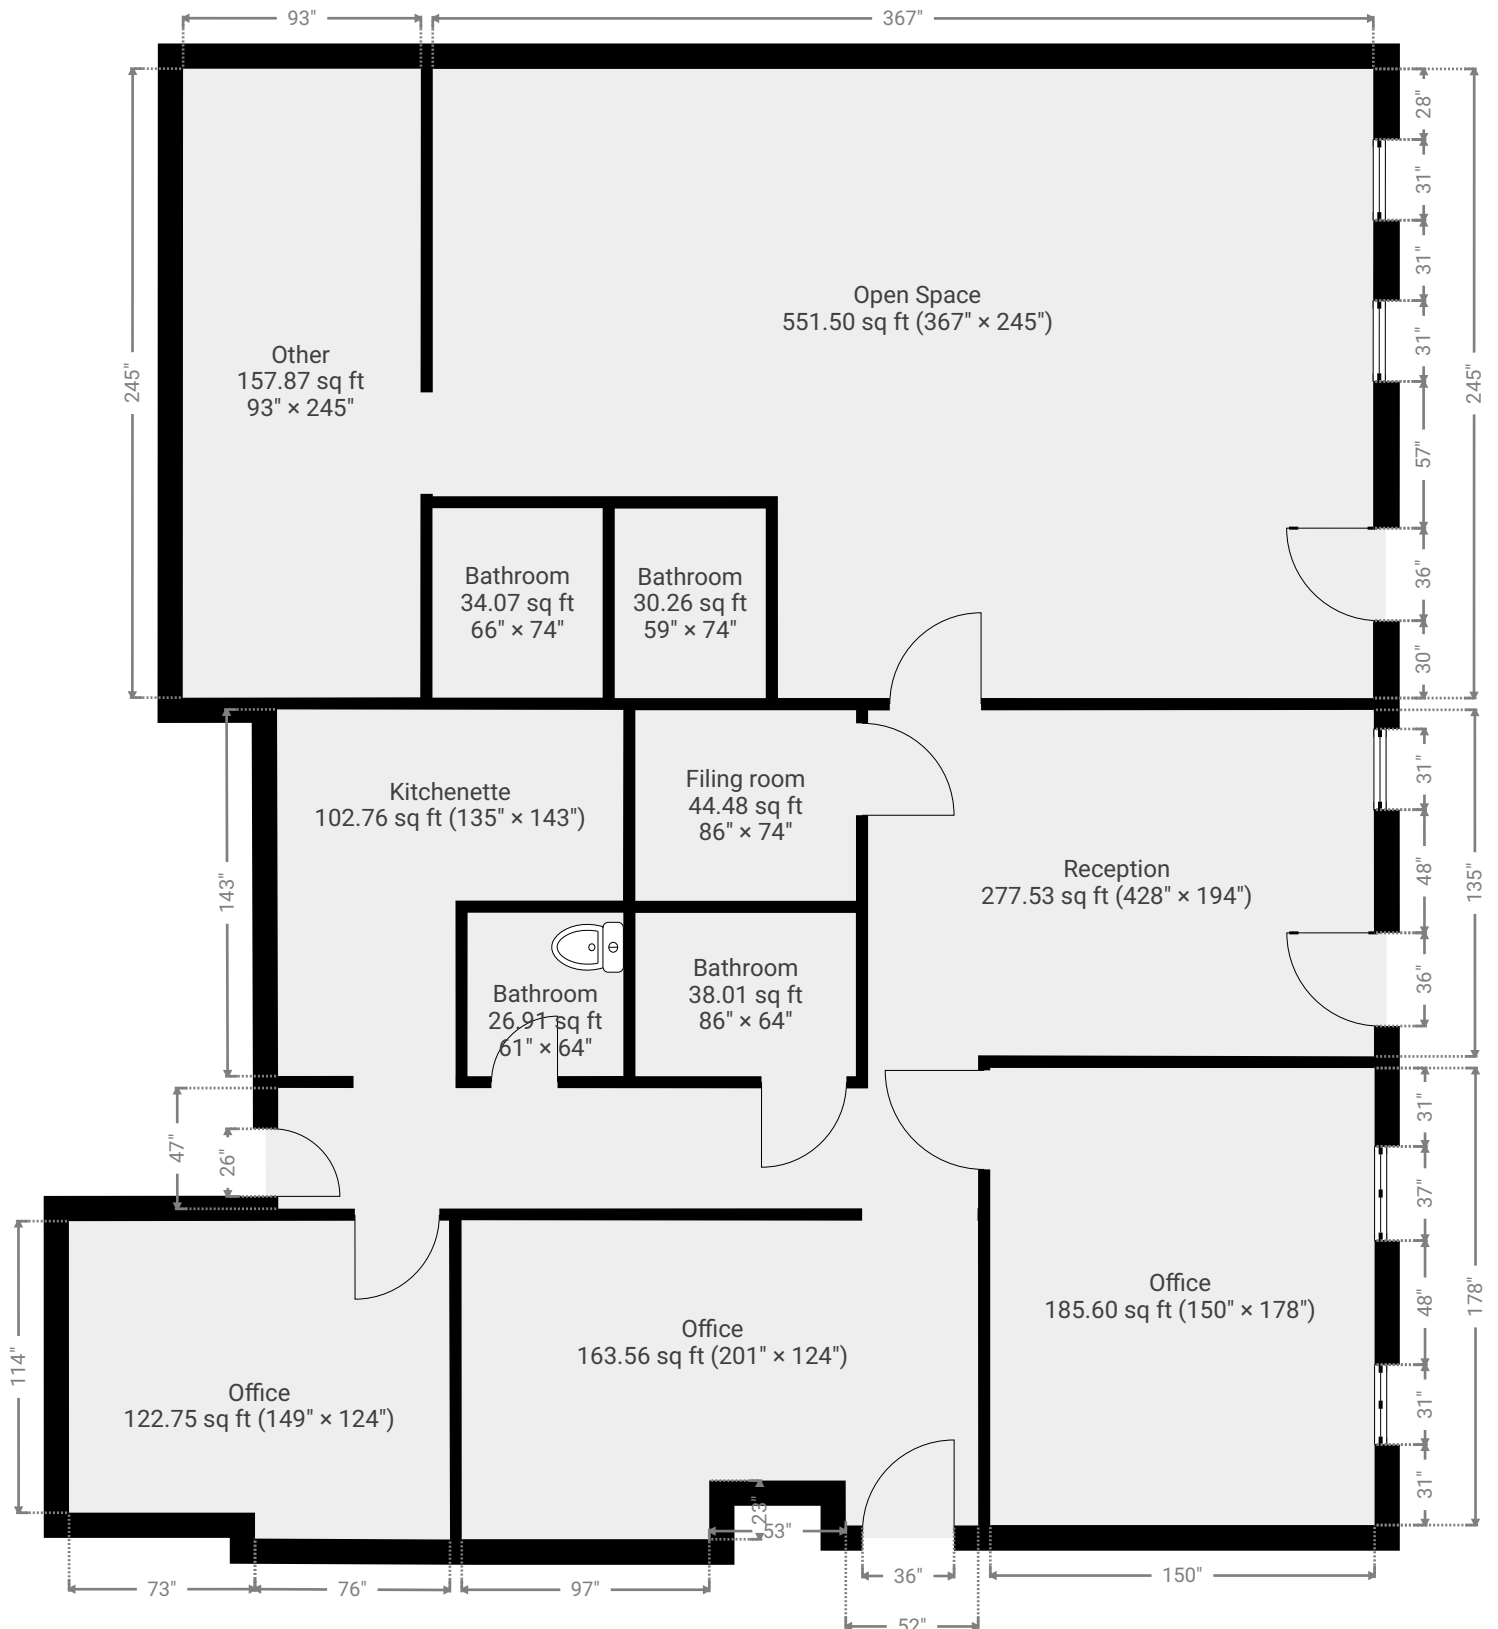 93"
367"
28"
31"
31"
31"
57"
36"
30"
245"
245"
Open Space
551.50 sq ft (367" × 245")
Other
157.87 sq ft
93" × 245"
Bathroom
34.07 sq ft
66" × 74"
Bathroom
30.26 sq ft
59" × 74"
Kitchenette
102.76 sq ft (135" × 143")
Filing room
44.48 sq ft
86" × 74"
Reception
277.53 sq ft (428" × 194")
31"
48"
36"
135"
143"
Bathroom
26.91 sq ft
61" × 64"
Bathroom
38.01 sq ft
86" × 64"
47"
26"
31"
37"
48"
31"
31"
178"
Office
185.60 sq ft (150" × 178")
Office
163.56 sq ft (201" × 124")
Office
122.75 sq ft (149" × 124")
114"
23"
53"
73"
76"
97"
36"
150"
52"